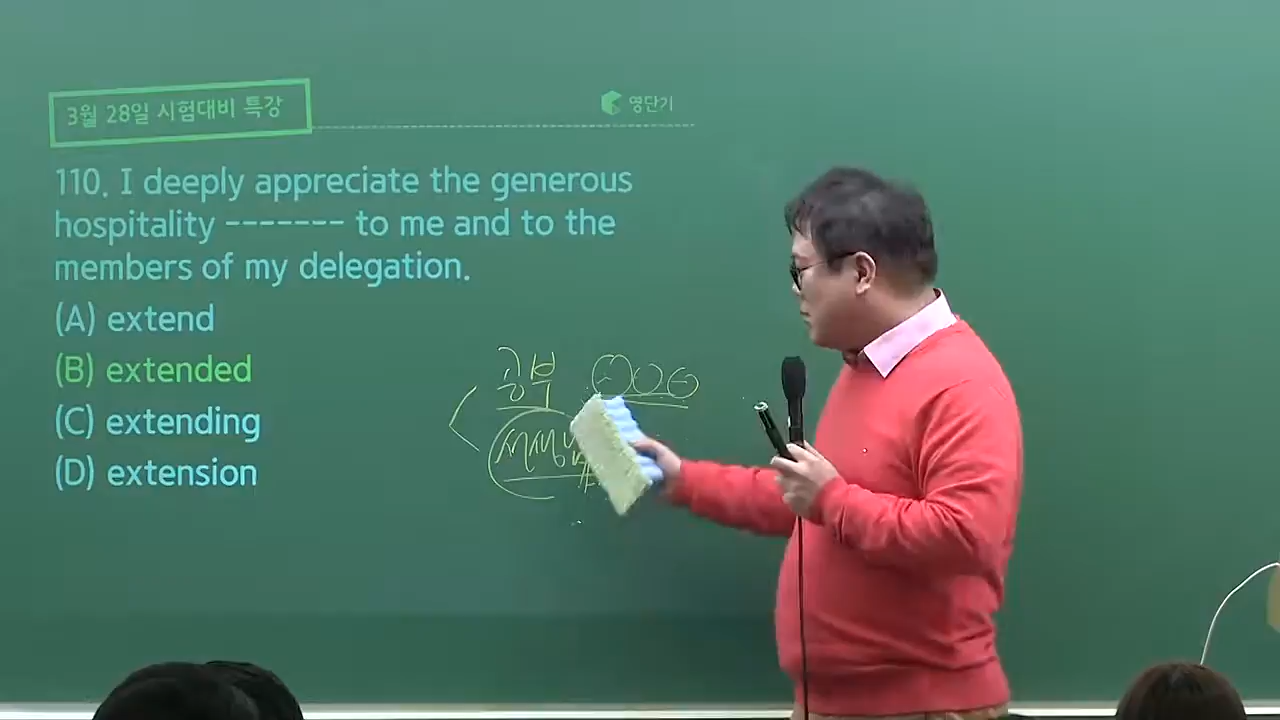 3월 28일 시험대비 특강
영단기
110. I deeply appreciate the generous
hospitality ------- to me and to the
members of my delegation.
(A) extend
(B) extended
(C) extending
(D) extension
공부